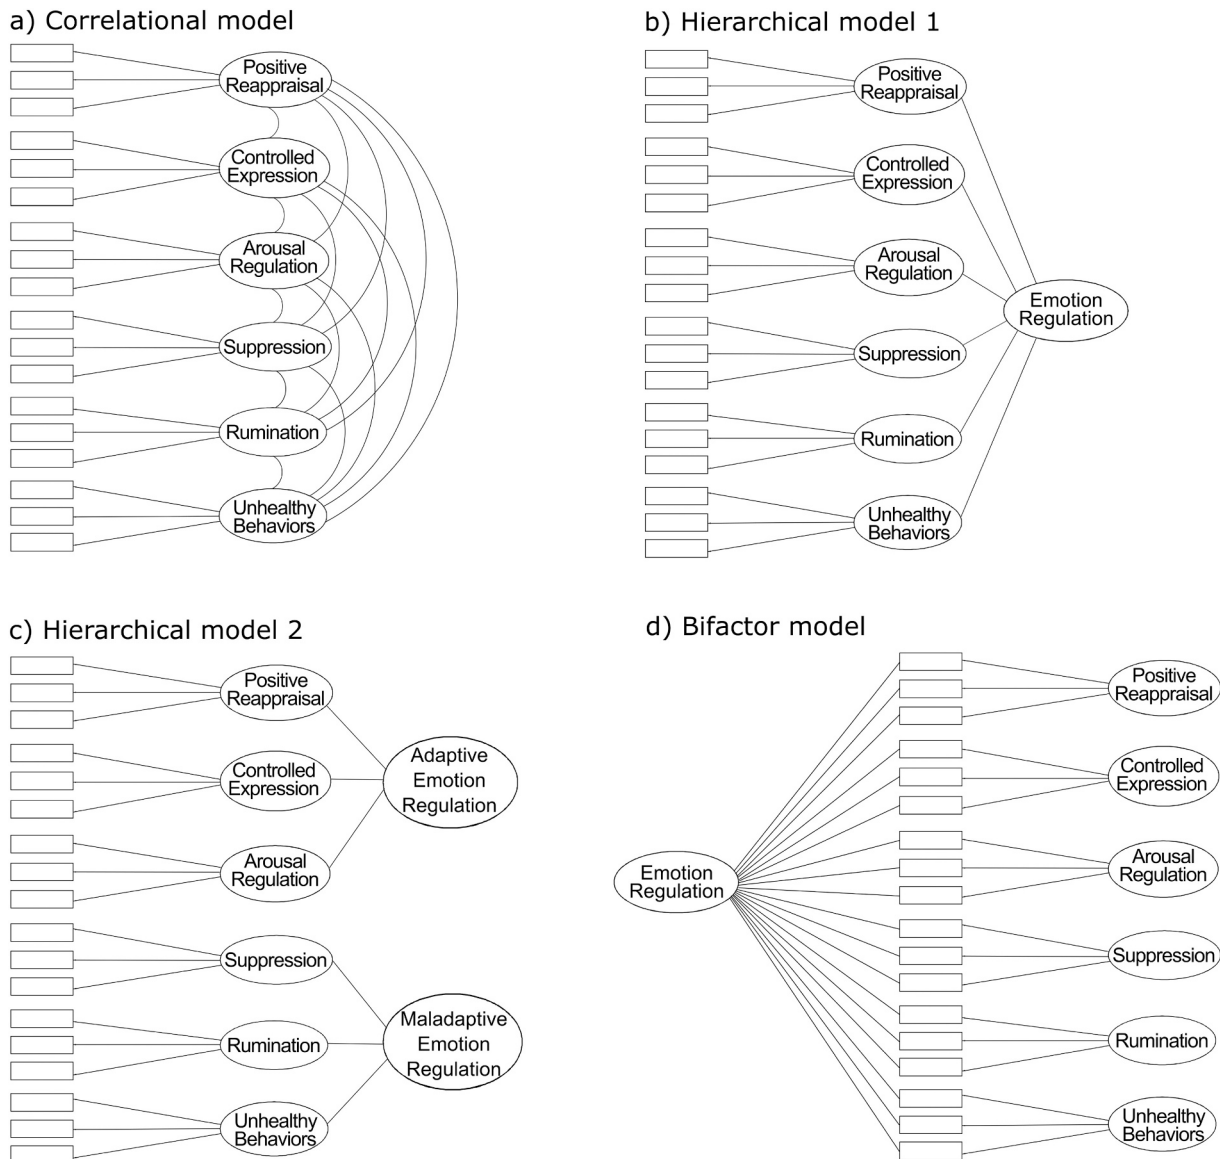 a) Correlational model
Positive
Reappraisal
Controlled
Expression
Arousal
Regulation
Suppression
Rumination
Unhealthy
Behaviors
b) Hierarchical model 1
Positive
Reappraisal
Controlled
Expression
Arousal
Regulation
Suppression
Rumination
Unhealthy
Behaviors
Emotion
Regulation
c) Hierarchical model 2
Positive
Reappraisal
Controlled
Expression
Arousal
Regulation
Suppression
Rumination
Unhealthy
Behaviors
Adaptive
Emotion
Regulation
Maladaptive
Emotion
Regulation
d) Bifactor model
Emotion
Regulation
Positive
Reappraisal
Controlled
Expression
Arousal
Regulation
Suppression
Rumination
Unhealthy
Behaviors